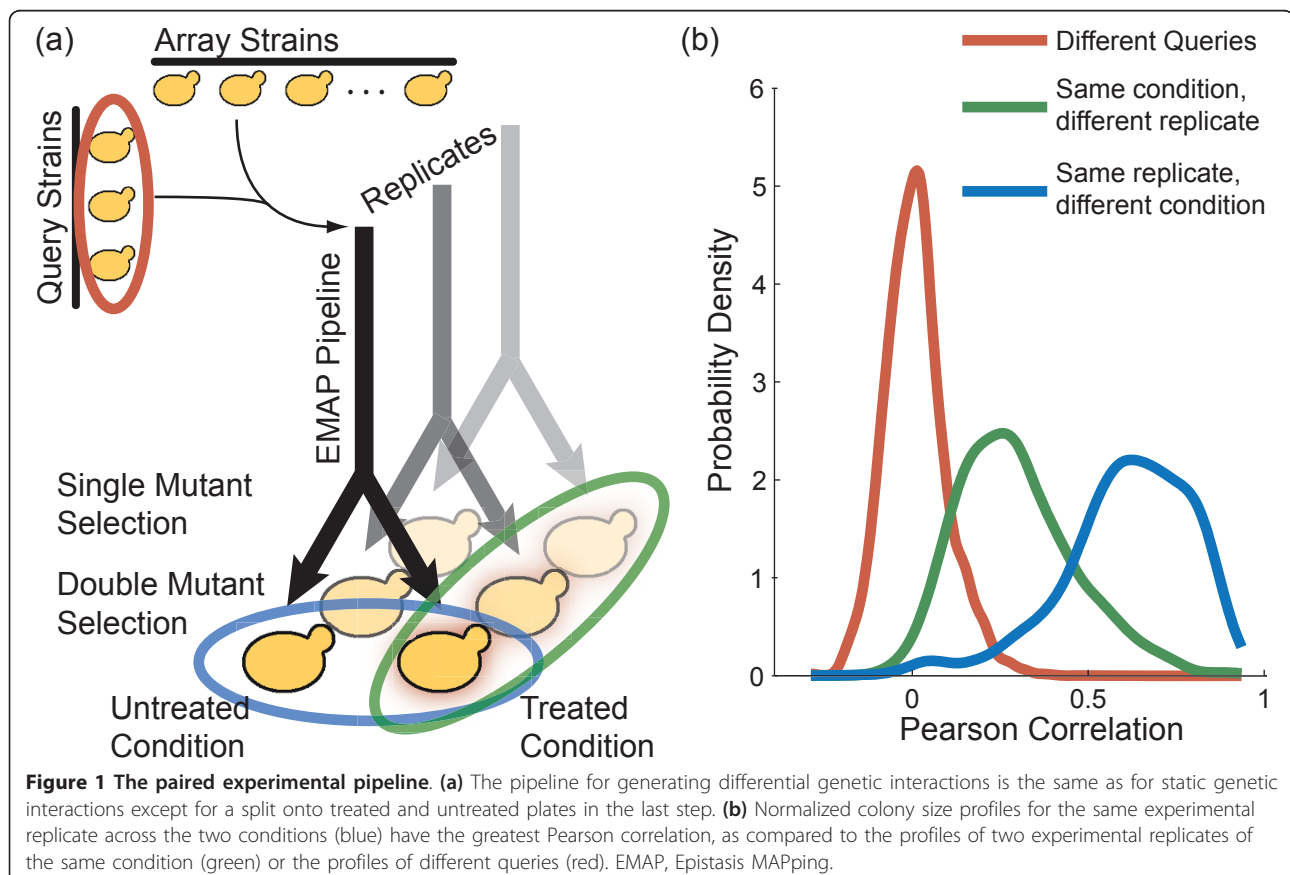 (a)
Array Strains
Query Strains
Replicates
EMAP Pipeline
Single Mutant
Selection
Double Mutant
Selection
Untreated
Condition
Treated
Condition
(b)
Different Queries
Same condition,
different replicate
Same replicate,
different condition
Probability Density
6
5
4
3
2
1
0
0
0.5
1
Pearson Correlation
Figure 1 The paired experimental pipeline. (a) The pipeline for generating differential genetic interactions is the same as for static genetic
interactions except for a split onto treated and untreated plates in the last step. (b) Normalized colony size profiles for the same experimental
replicate across the two conditions (blue) have the greatest Pearson correlation, as compared to the profiles of two experimental replicates of
the same condition (green) or the profiles of different queries (red). EMAP, Epistasis MAPping.